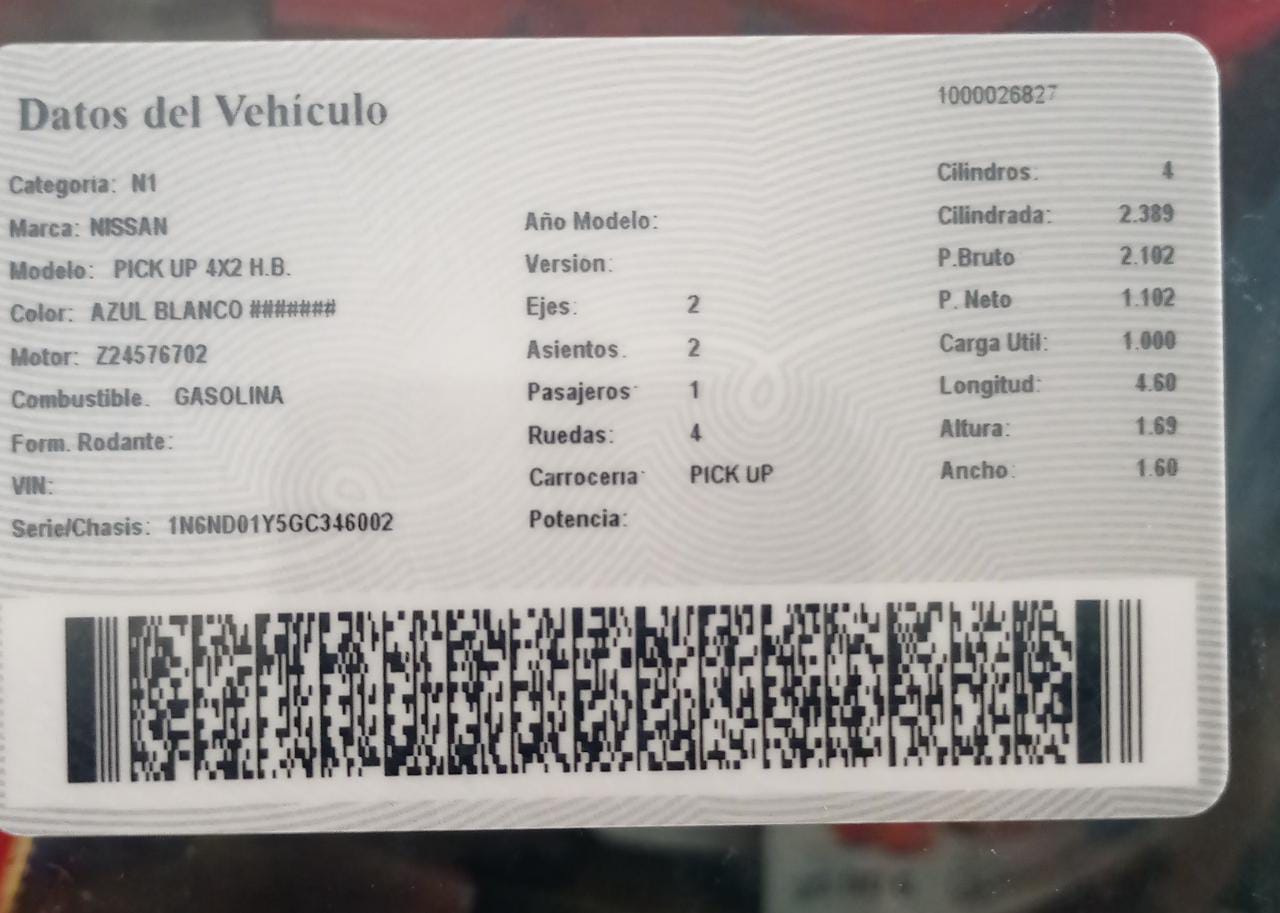 Datos del Vehículo
1000026827
Categoria: N1
Marca: NISSAN
Modelo: PICK UP 4X2 H.B.
Color: AZUL BLANCO #######
Motor: Z24576702
Combustible. GASOLINA
Form. Rodante:
VIN:
Serie/Chasis: 1N6ND01Y5GC346002
Año Modelo:
Version:
Ejes: 2
Asientos. 2
Pasajeros 1
Ruedas: 4
Carroceria PICK UP
Potencia:
Cilindros: 4
Cilindrada: 2.389
P.Bruto 2.102
P. Neto 1.102
Carga Util: 1.000
Longitud: 4.60
Altura: 1.69
Ancho: 1.60